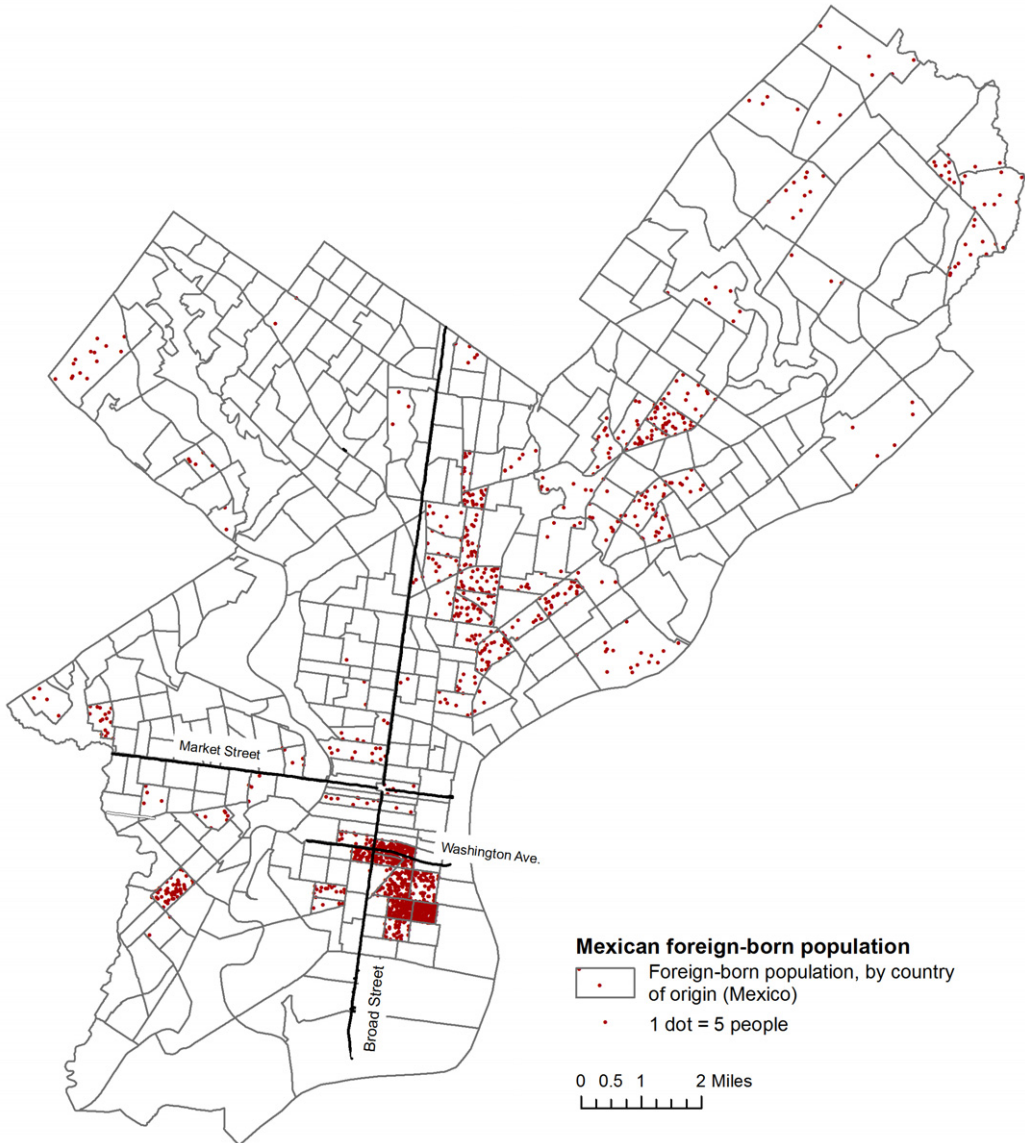 Market Street
Washington Ave.
Broad Street
Mexican foreign-born population
Foreign-born population, by country
of origin (Mexico)
1 dot = 5 people
0 0.5 1 2 Miles